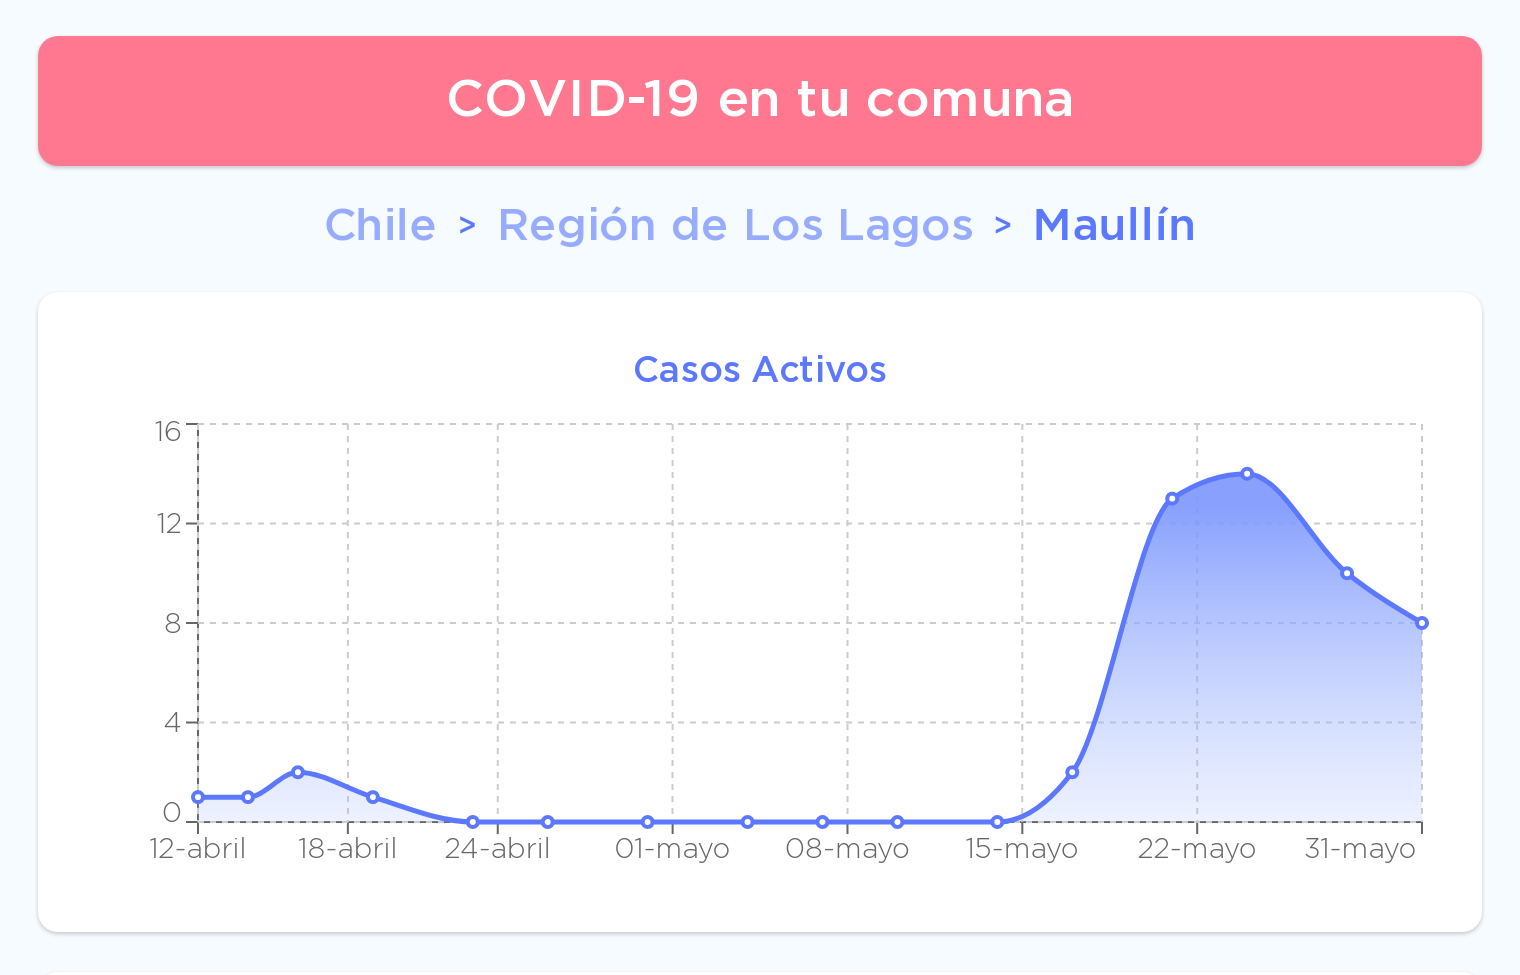 COVID-19 en tu comuna
Chile > Región de Los Lagos > Maullín
Casos Activos
16
12
8
4
0
12-abril 18-abril 24-abril 01-mayo 08-mayo 15-mayo 22-mayo 31-mayo